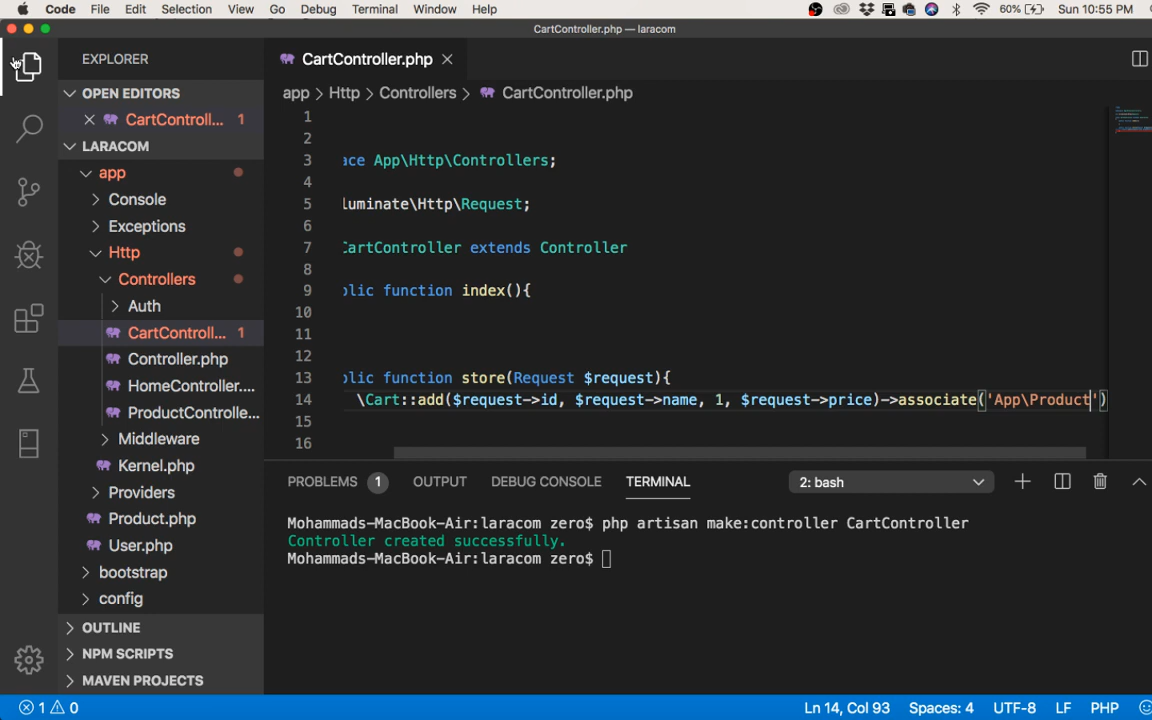 Code File Edit Selection View Go Debug Terminal Window Help 60% Sun 10:55 PM
CartController.php — laracom
EXPLORER
OPEN EDITORS
CartControll... 1
LARACOM
app
Console
Exceptions
Http
Controllers
Auth
CartControll... 1
Controller.php
HomeController....
ProductControlle...
Middleware
Kernel.php
Providers
Product.php
User.php
bootstrap
config
OUTLINE
NPM SCRIPTS
MAVEN PROJECTS
CartController.php
app > Http > Controllers > CartController.php
1
2
3 ace App\Http\Controllers;
4
5 luminate\Http\Request;
6
7 CartController extends Controller
8
9 blic function index(){
10
11
12
13 blic function store(Request $request){
14 \Cart::add($request->id, $request->name, 1, $request->price)->associate('App\Product')
15
16
PROBLEMS 1 OUTPUT DEBUG CONSOLE TERMINAL 2: bash
Mohammads-MacBook-Air:laracom zero$ php artisan make:controller CartController
Controller created successfully.
Mohammads-MacBook-Air:laracom zero$
1 0 Ln 14, Col 93 Spaces: 4 UTF-8 LF PHP